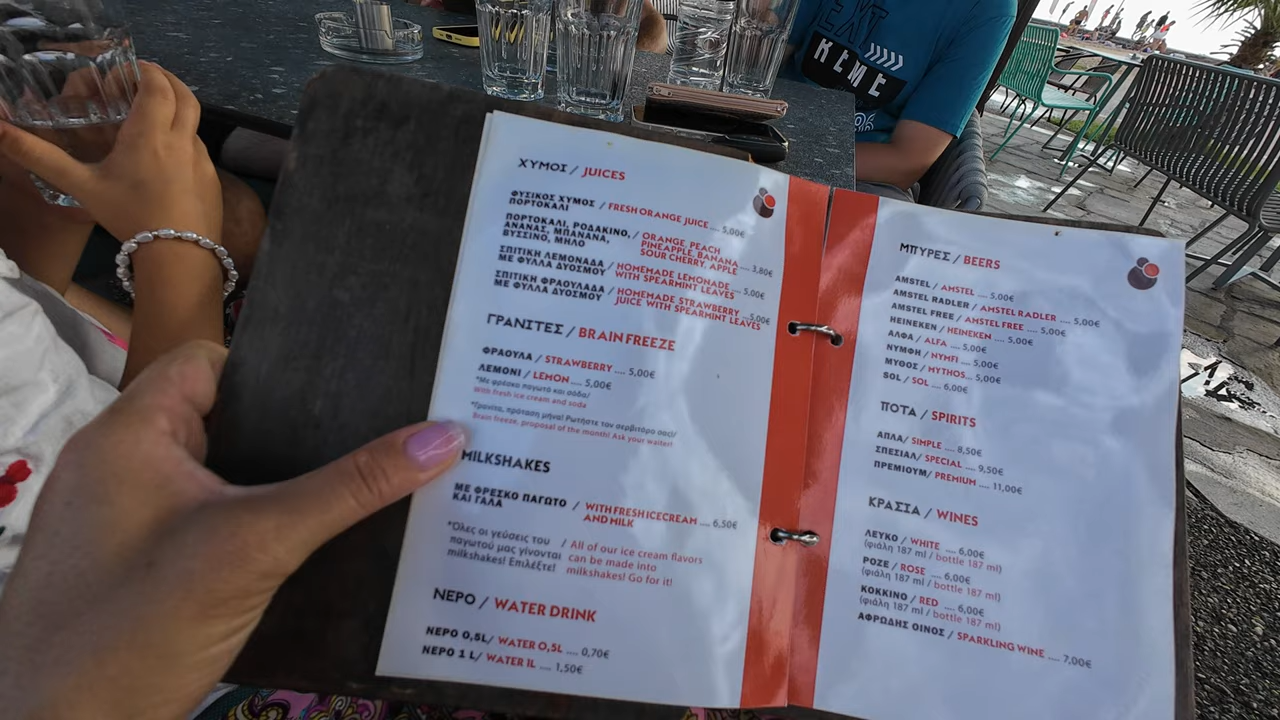 EXT
REME
86
ΧΥΜΟΙ / JUICES
ΦΥΣΙΚΟΣ ΧΥΜΟΣ / FRESH ORANGE JUICE .... 5,00€
ΠΟΡΤΟΚΑΛΙ
ΠΟΡΤΟΚΑΛΙ, ΡΟΔΑΚΙΝΟ, / ORANGE, PEACH
ΑΝΑΝΑΣ, ΜΠΑΝΑΝΑ, PINEAPPLE, BANANA
ΒΥΣΣΙΝΟ, ΜΗΛΟ SOUR CHERRY, APPLE .... 3,80€
ΣΠΙΤΙΚΗ ΛΕΜΟΝΑΔΑ / HOMEMADE LEMONADE
ΜΕ ΦΥΛΛΑ ΔΥΟΣΜΟΥ WITH SPEARMINT LEAVES .... 5,00€
ΣΠΙΤΙΚΗ ΦΡΑΟΥΛΑΔΑ / HOMEMADE STRAWBERRY
ΜΕ ΦΥΛΛΑ ΔΥΟΣΜΟΥ JUICE WITH SPEARMINT LEAVES ....5,00€
ΓΡΑΝΙΤΕΣ / BRAIN FREEZE
ΦΡΑΟΥΛΑ / STRAWBERRY .... 5,00€
ΛΕΜΟΝΙ / LEMON .... 5,00€
*Με φρέσκο παγωτό και σόδα/
With fresh ice cream and soda
*Γρανίτα, πρόταση μήνα! Ρωτήστε τον σερβιτόρο σας!/
Brain freeze, proposal of the month! Ask your waiter!
MILKSHAKES
ΜΕ ΦΡΕΣΚΟ ΠΑΓΩΤΟ / WITH FRESH ICECREAM .... 6,50€
ΚΑΙ ΓΑΛΑ AND MILK
*Όλες οι γεύσεις του / All of our ice cream flavors
παγωτού μας γίνονται can be made into
milkshakes! Επιλέξτε! milkshakes! Go for it!
ΝΕΡΟ / WATER DRINK
ΝΕΡΟ 0,5L/ WATER 0,5L .... 0,70€
ΝΕΡΟ 1 L/ WATER 1L .... 1,50€
ΜΠΥΡΕΣ / BEERS
AMSTEL / AMSTEL .... 5,00€
AMSTEL RADLER / AMSTEL RADLER .... 5,00€
AMSTEL FREE / AMSTEL FREE .... 5,00€
HEINEKEN / HEINEKEN .... 5,00€
ΑΛΦΑ / ALFA .... 5,00€
ΝΥΜΦΗ / NYMFI .... 5,00€
ΜΥΘΟΣ / MYTHOS... 5,00€
SOL / SOL .... 6,00€
ΠΟΤΑ / SPIRITS
ΑΠΛΑ/ SIMPLE .... 8,50€
ΣΠΕΣΙΑΛ/ SPECIAL .... 9,50€
ΠΡΕΜΙΟΥΜ/ PREMIUM .... 11,00€
ΚΡΑΣΙΑ / WINES
ΛΕΥΚΟ / WHITE .... 6,00€
(φιάλη 187 ml / bottle 187 ml)
ΡΟΖΕ / ROSE .... 6,00€
(φιάλη 187 ml / bottle 187 ml)
ΚΟΚΚΙΝΟ / RED .... 6,00€
(φιάλη 187 ml / bottle 187 ml)
ΑΦΡΩΔΗΣ ΟΙΝΟΣ / SPARKLING WINE .... 7,00€